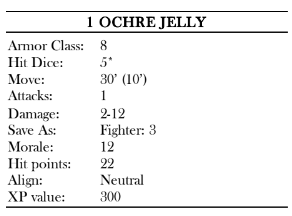 1 OCHRE JELLY
Armor Class: 8
Hit Dice: 5*
Move: 30' (10')
Attacks: 1
Damage: 2-12
Save As: Fighter: 3
Morale: 12
Hit points: 22
Align: Neutral
XP value: 300